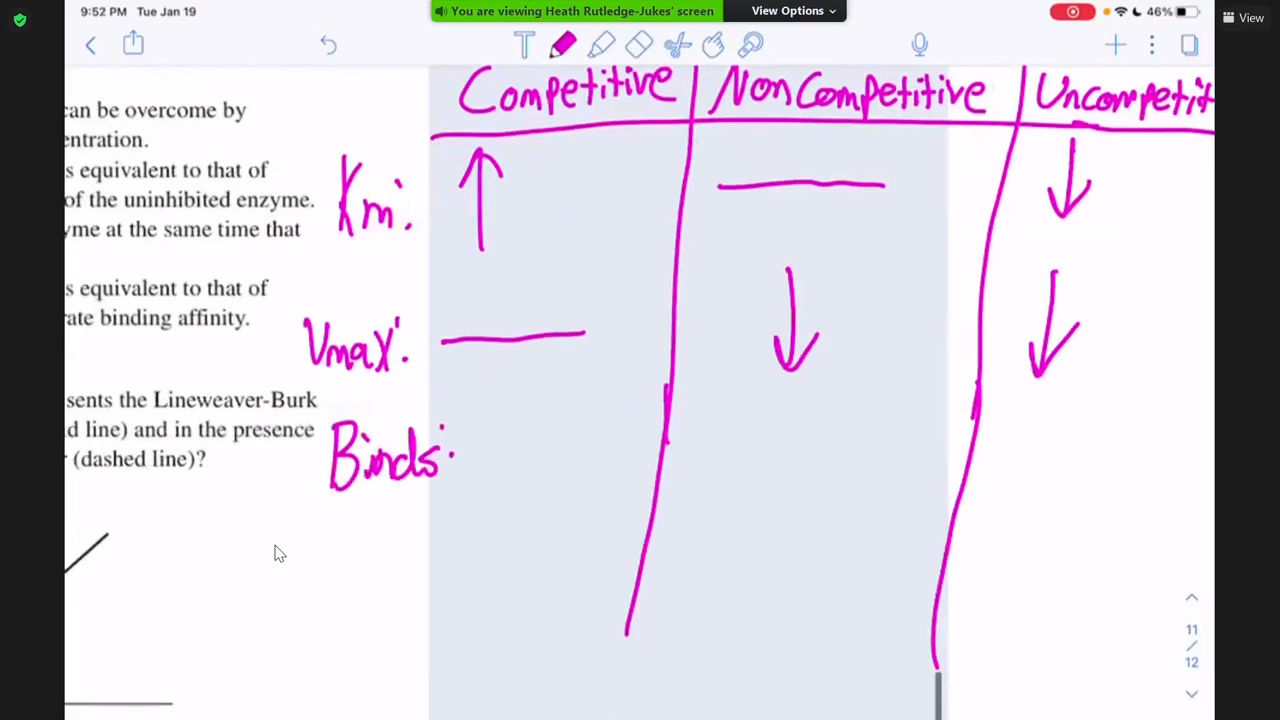 9:52 PM Tue Jan 19
You are viewing Heath Rutledge-Jukes' screen
View Options
46%
View
can be overcome by
entration.
s equivalent to that of
of the uninhibited enzyme.
yme at the same time that
s equivalent to that of
rate binding affinity.
sents the Lineweaver-Burk
d line) and in the presence
(dashed line)?
Competitive
NonCompetitive
Uncompetit
Km:
Vmax:
Binds:
11
/
12